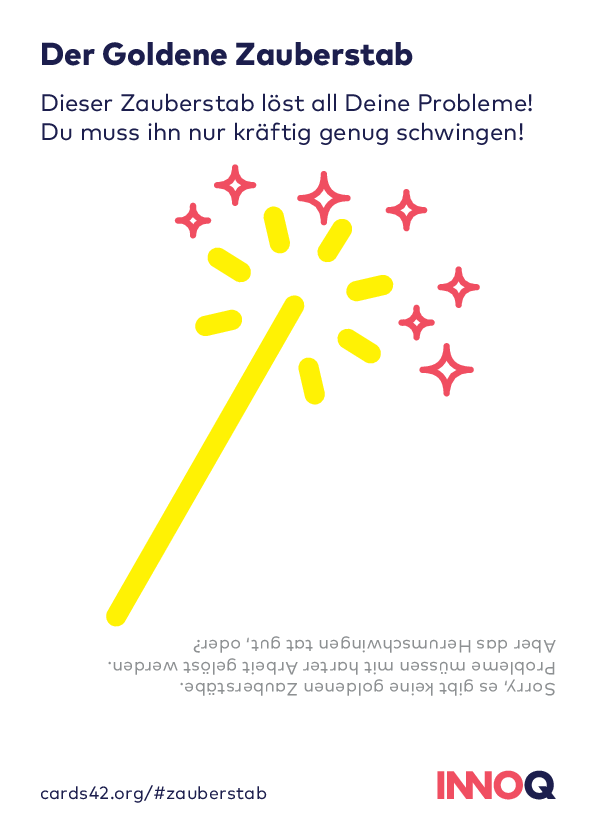 Der Goldene Zauberstab
Dieser Zauberstab löst all Deine Probleme!
Du muss ihn nur kräftig genug schwingen!
Sorry, es gibt keine goldenen Zauberstäbe.
Probleme müssen mit harter Arbeit gelöst werden.
Aber das Herumschwingen tat gut, oder?
cards42.org/#zauberstab
INNOQ